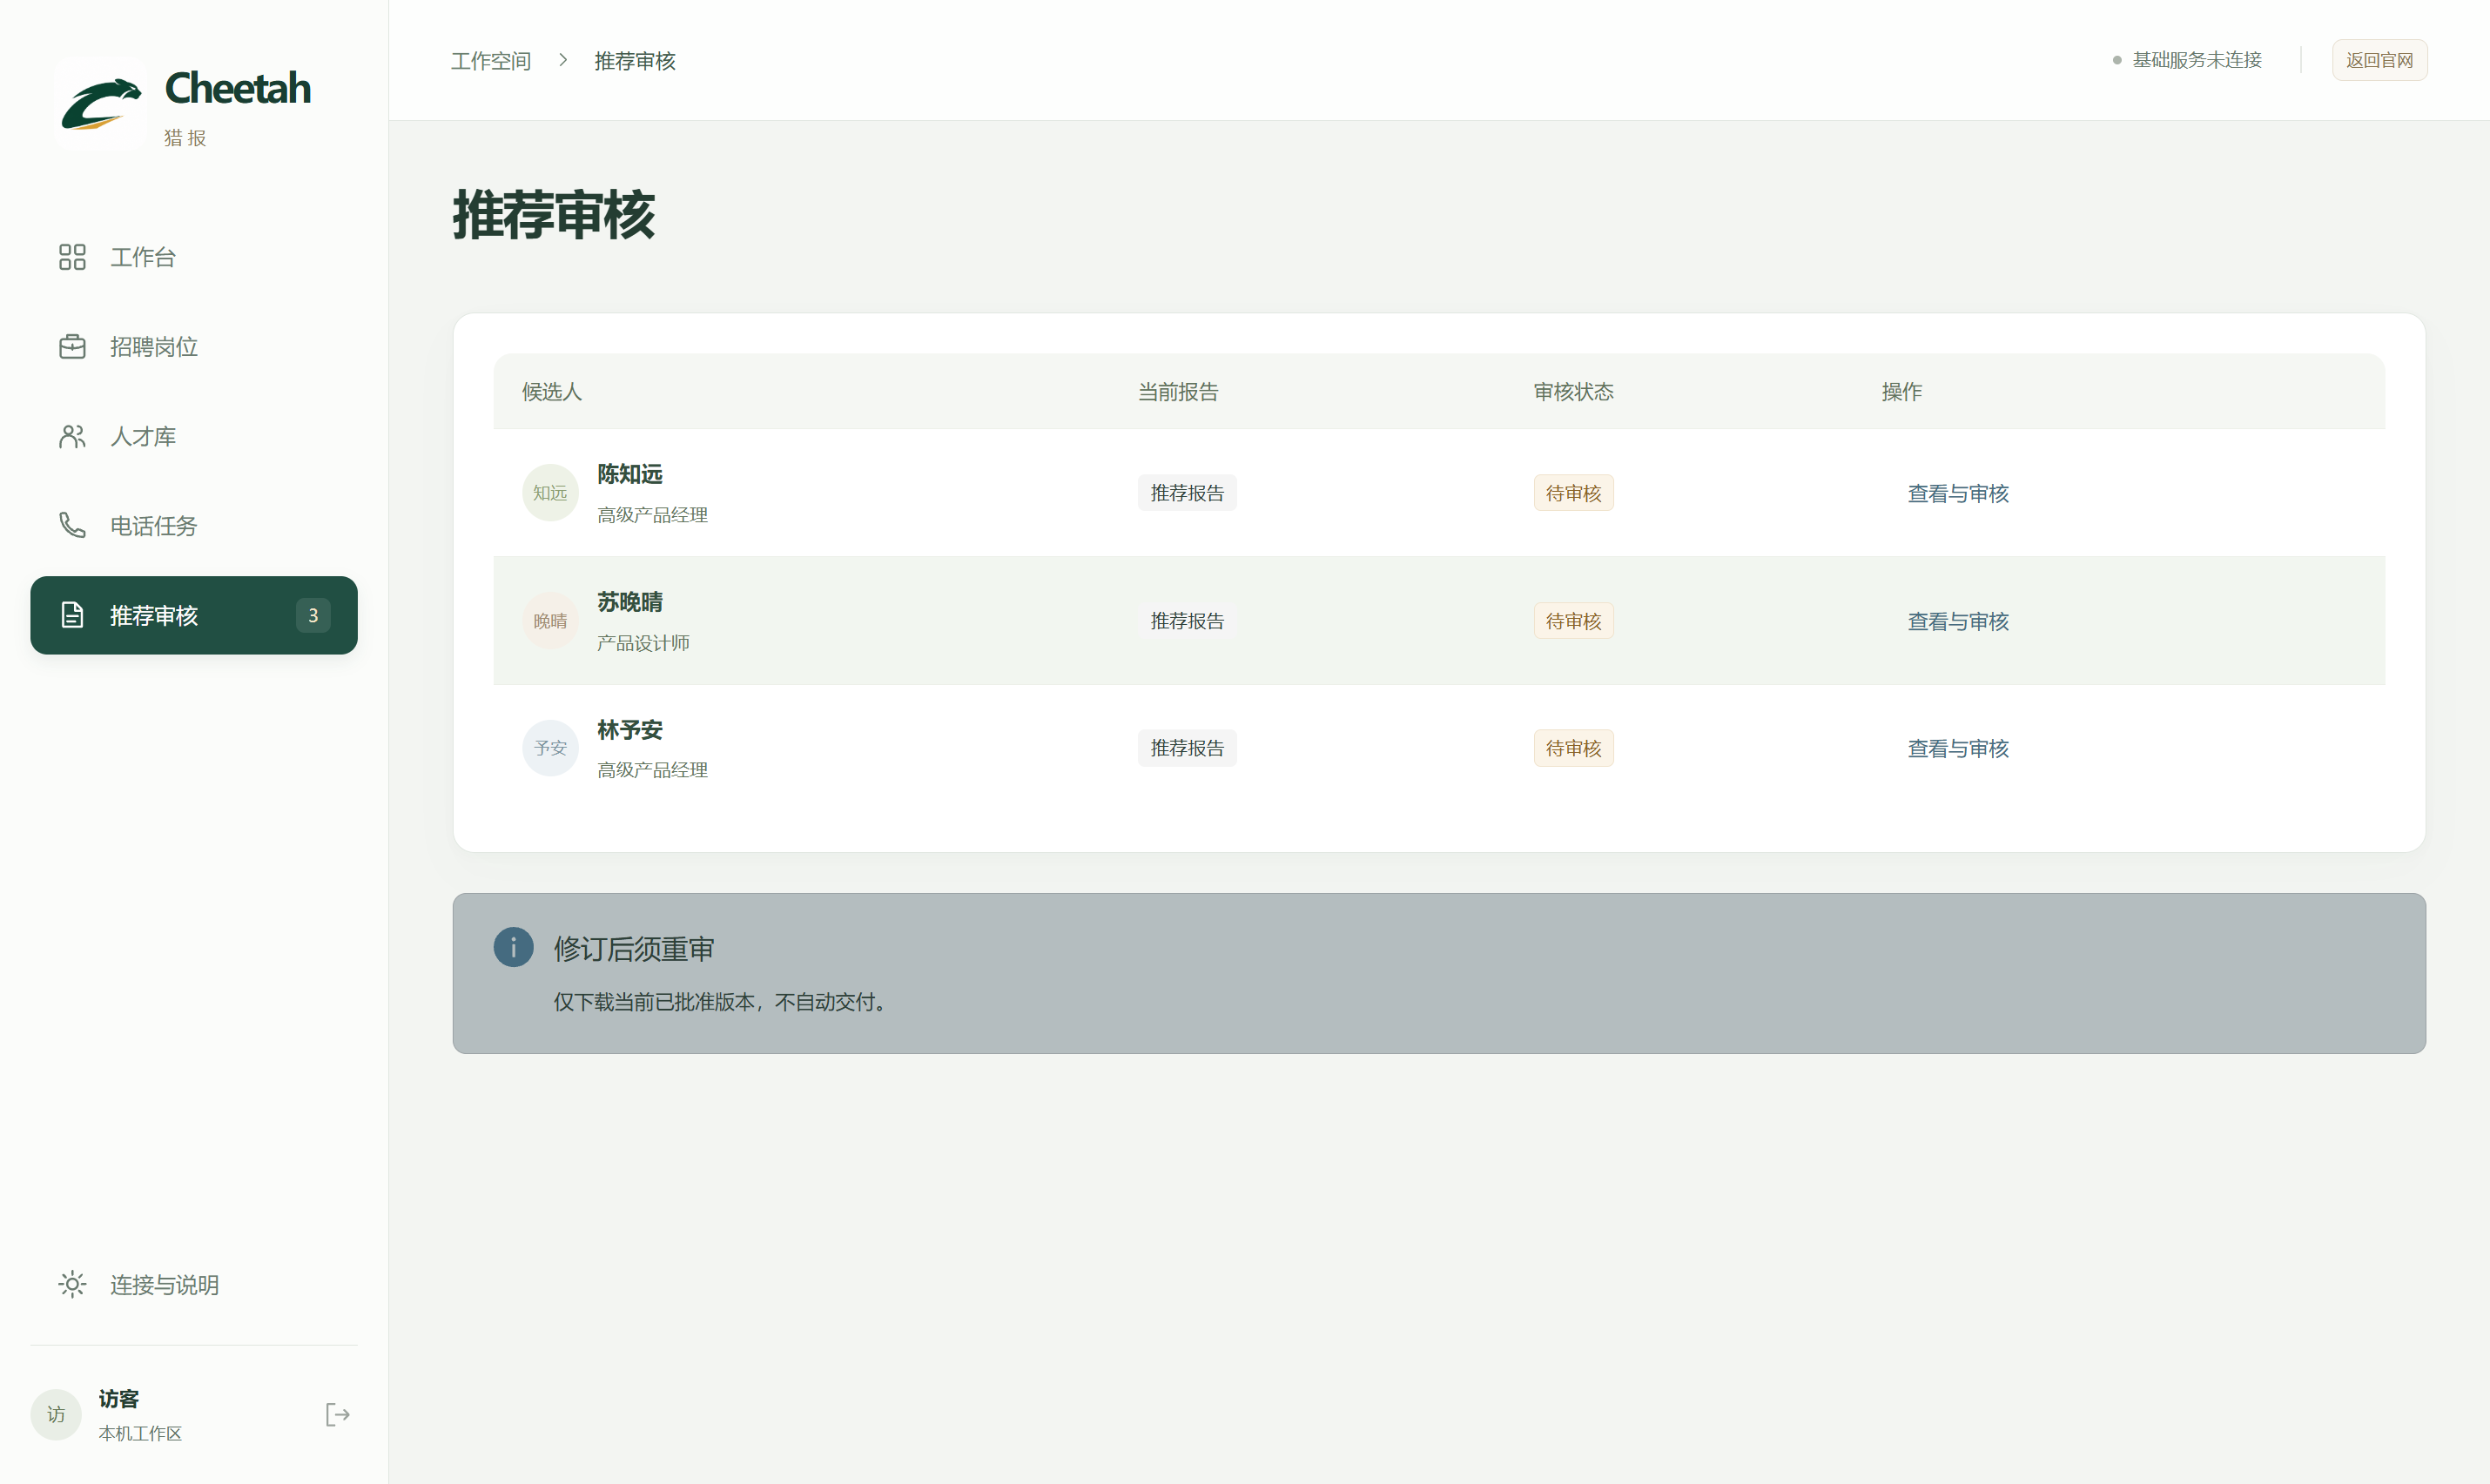 Cheetah
猎报
工作台
招聘岗位
人才库
电话任务
推荐审核 3
连接与说明
访 访客
本机工作区
工作空间 > 推荐审核
基础服务未连接
返回官网
推荐审核
候选人 当前报告 审核状态 操作
知远 陈知远 推荐报告 待审核 查看与审核
高级产品经理
晚晴 苏晚晴 推荐报告 待审核 查看与审核
产品设计师
予安 林予安 推荐报告 待审核 查看与审核
高级产品经理
修订后须重审
仅下载当前已批准版本，不自动交付。